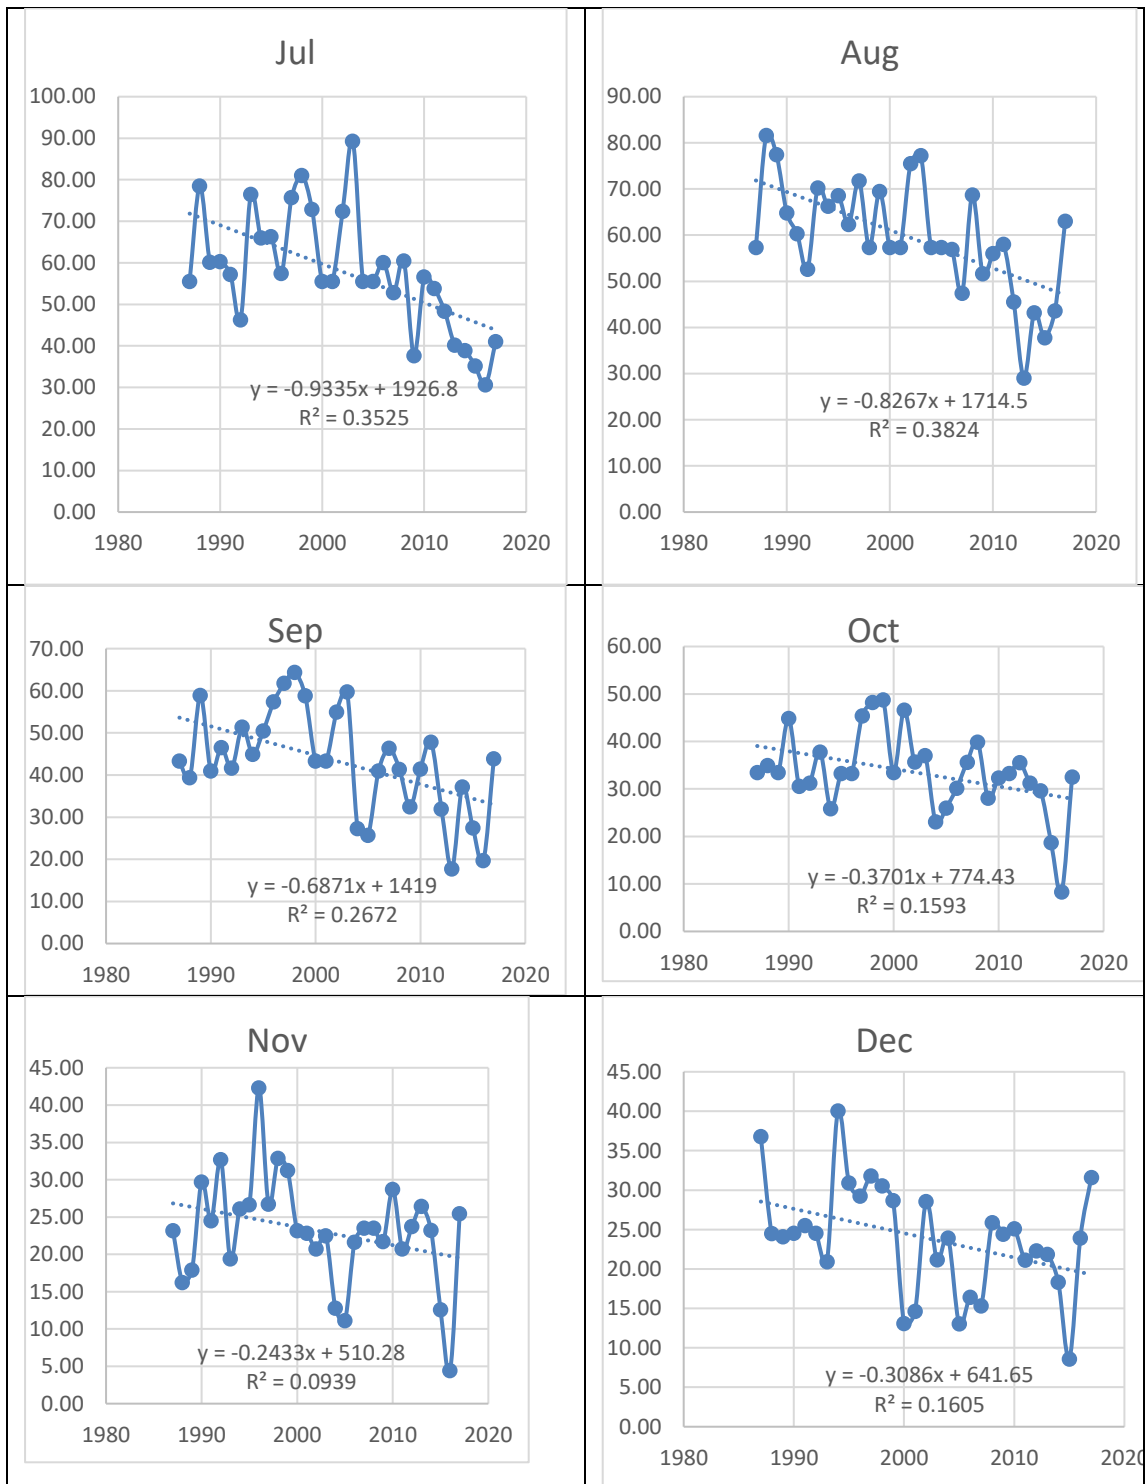 Jul
100.00
90.00
80.00
70.00
60.00
50.00
40.00
30.00
20.00
10.00
0.00
y = -0.9335x + 1926.8
R² = 0.3525
1980 1990 2000 2010 2020
Aug
90.00
80.00
70.00
60.00
50.00
40.00
30.00
20.00
10.00
0.00
y = -0.8267x + 1714.5
R² = 0.3824
1980 1990 2000 2010 2020
Sep
70.00
60.00
50.00
40.00
30.00
20.00
10.00
0.00
y = -0.6871x + 1419
R² = 0.2672
1980 1990 2000 2010 2020
Oct
60.00
50.00
40.00
30.00
20.00
10.00
0.00
y = -0.3701x + 774.43
R² = 0.1593
1980 1990 2000 2010 2020
Nov
45.00
40.00
35.00
30.00
25.00
20.00
15.00
10.00
5.00
0.00
y = -0.2433x + 510.28
R² = 0.0939
1980 1990 2000 2010 2020
Dec
45.00
40.00
35.00
30.00
25.00
20.00
15.00
10.00
5.00
0.00
y = -0.3086x + 641.65
R² = 0.1605
1980 1990 2000 2010 2020